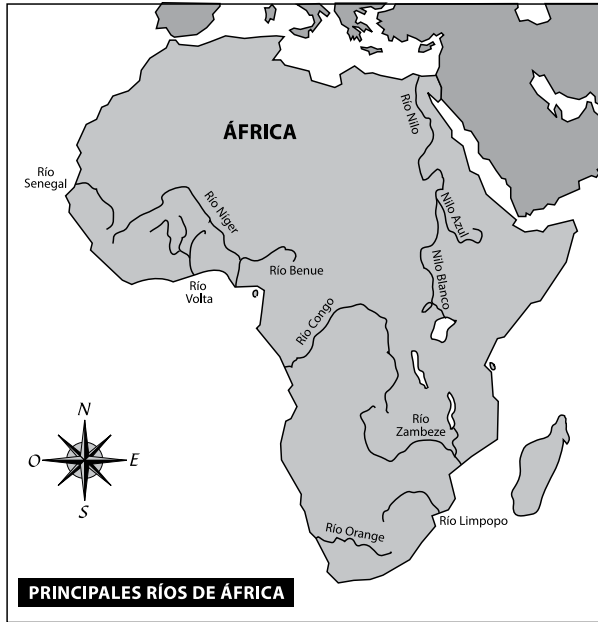 ÁFRICA
Río Nilo
Río
Senegal
Río Niger
Nilo Azul
Río Benue
Nilo Blanco
Río
Volta
Río Congo
Río
Zambeze
N
O
E
S
Río Limpopo
Río Orange
PRINCIPALES RÍOS DE ÁFRICA